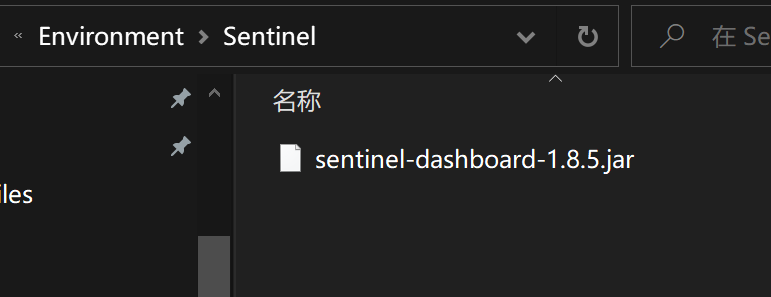 « Environment > Sentinel
在 Se
名称
sentinel-dashboard-1.8.5.jar
iles